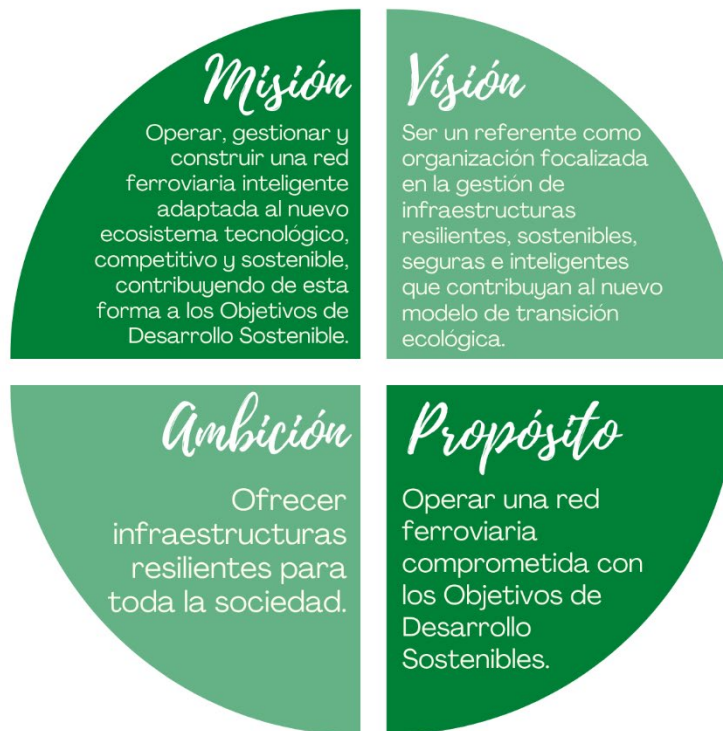 Misión
Operar, gestionar y
construir una red
ferroviaria inteligente
adaptada al nuevo
ecosistema tecnológico,
competitivo y sostenible,
contribuyendo de esta
forma a los Objetivos de
Desarrollo Sostenible.
Visión
Ser un referente como
organización focalizada
en la gestión de
infraestructuras
resilientes, sostenibles,
seguras e inteligentes
que contribuyan al nuevo
modelo de transición
ecológica.
Ambición
Ofrecer
infraestructuras
resilientes para
toda la sociedad.
Propósito
Operar una red
ferroviaria
comprometida con
los Objetivos de
Desarrollo
Sostenibles.